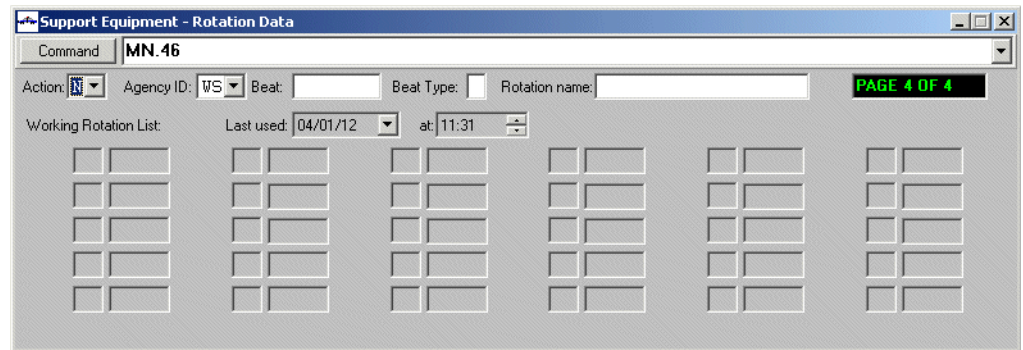 Support Equipment - Rotation Data
Command MN.46
Action: N Agency ID: WS Beat: Beat Type: Rotation name: PAGE 4 OF 4
Working Rotation List: Last used: 04/01/12 at: 11:31